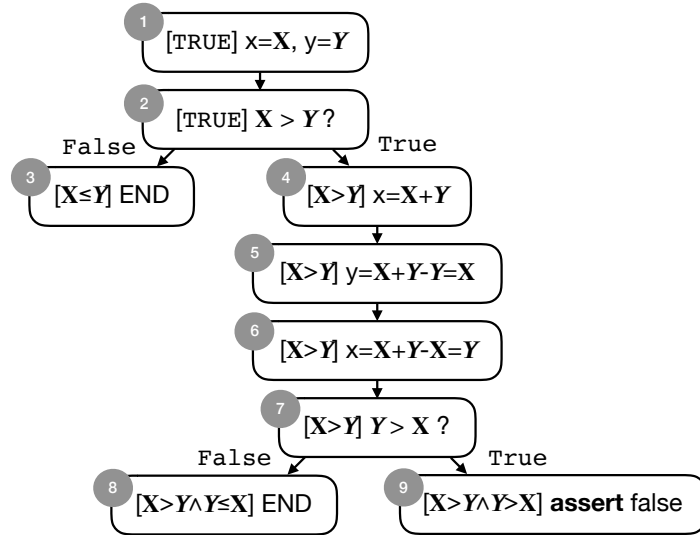 1
[TRUE] x=X, y=Y
2
[TRUE] X > Y ?
False
True
3
[X≤Y] END
4
[X>Y] x=X+Y
5
[X>Y] y=X+Y-Y=X
6
[X>Y] x=X+Y-X=Y
7
[X>Y] Y > X ?
False
True
8
[X>Y∧Y≤X] END
9
[X>Y∧Y>X] assert false